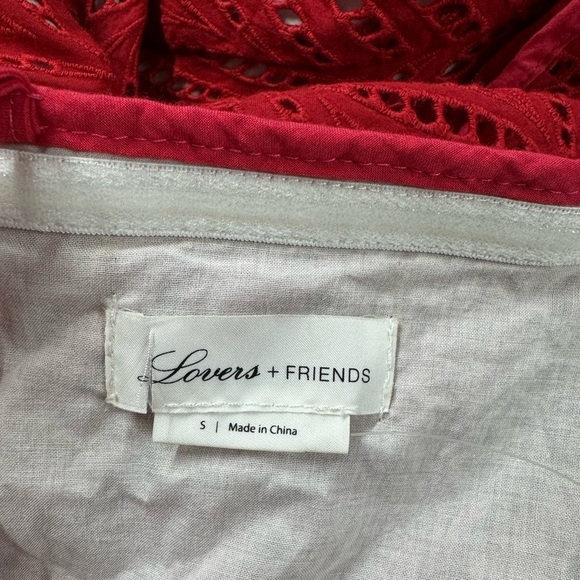 Lovers + FRIENDS
S | Made in China